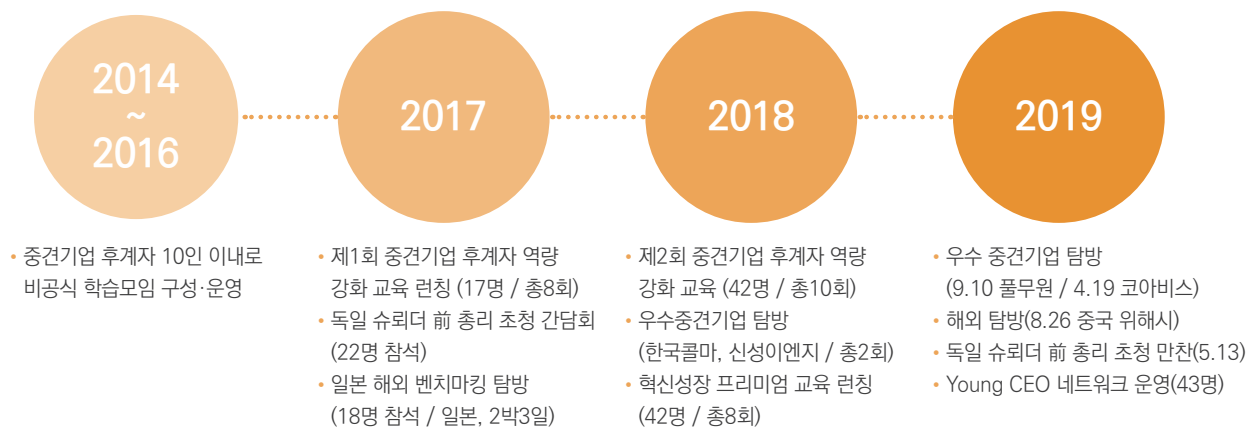 2014
~
2016
• 중견기업 후계자 10인 이내로
비공식 학습모임 구성·운영
2017
• 제1회 중견기업 후계자 역량
강화 교육 런칭 (17명 / 총8회)
• 독일 슈뢰더 前 총리 초청 간담회
(22명 참석)
• 일본 해외 벤치마킹 탐방
(18명 참석 / 일본, 2박3일)
2018
• 제2회 중견기업 후계자 역량
강화 교육 (42명 / 총10회)
• 우수중견기업 탐방
(한국콜마, 신성이엔지 / 총2회)
• 혁신성장 프리미엄 교육 런칭
(42명 / 총8회)
2019
• 우수 중견기업 탐방
(9.10 풀무원 / 4.19 코아비스)
• 해외 탐방(8.26 중국 위해시)
• 독일 슈뢰더 前 총리 초청 만찬(5.13)
• Young CEO 네트워크 운영(43명)